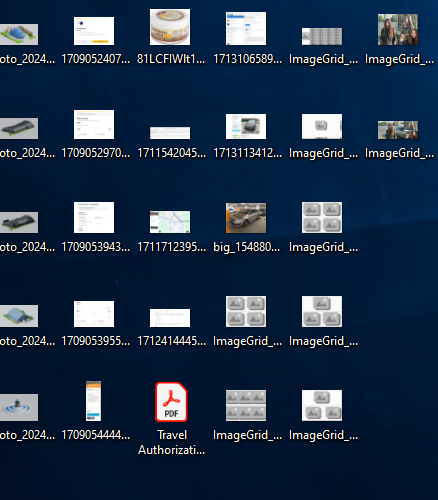 oto_2024... 1709052407... 81LCFlWlt1... 1713106589... ImageGrid_... ImageGrid_...
oto_2024... 1709052970... 1711542045... 1713113412... ImageGrid_... ImageGrid_...
oto_2024... 1709053943... 1711712395... big_154880... ImageGrid_...
oto_2024... 1709053955... 1712414445... ImageGrid_... ImageGrid_...
PDF
oto_2024... 1709054444... Travel ImageGrid_... ImageGrid_...
Authorizati...